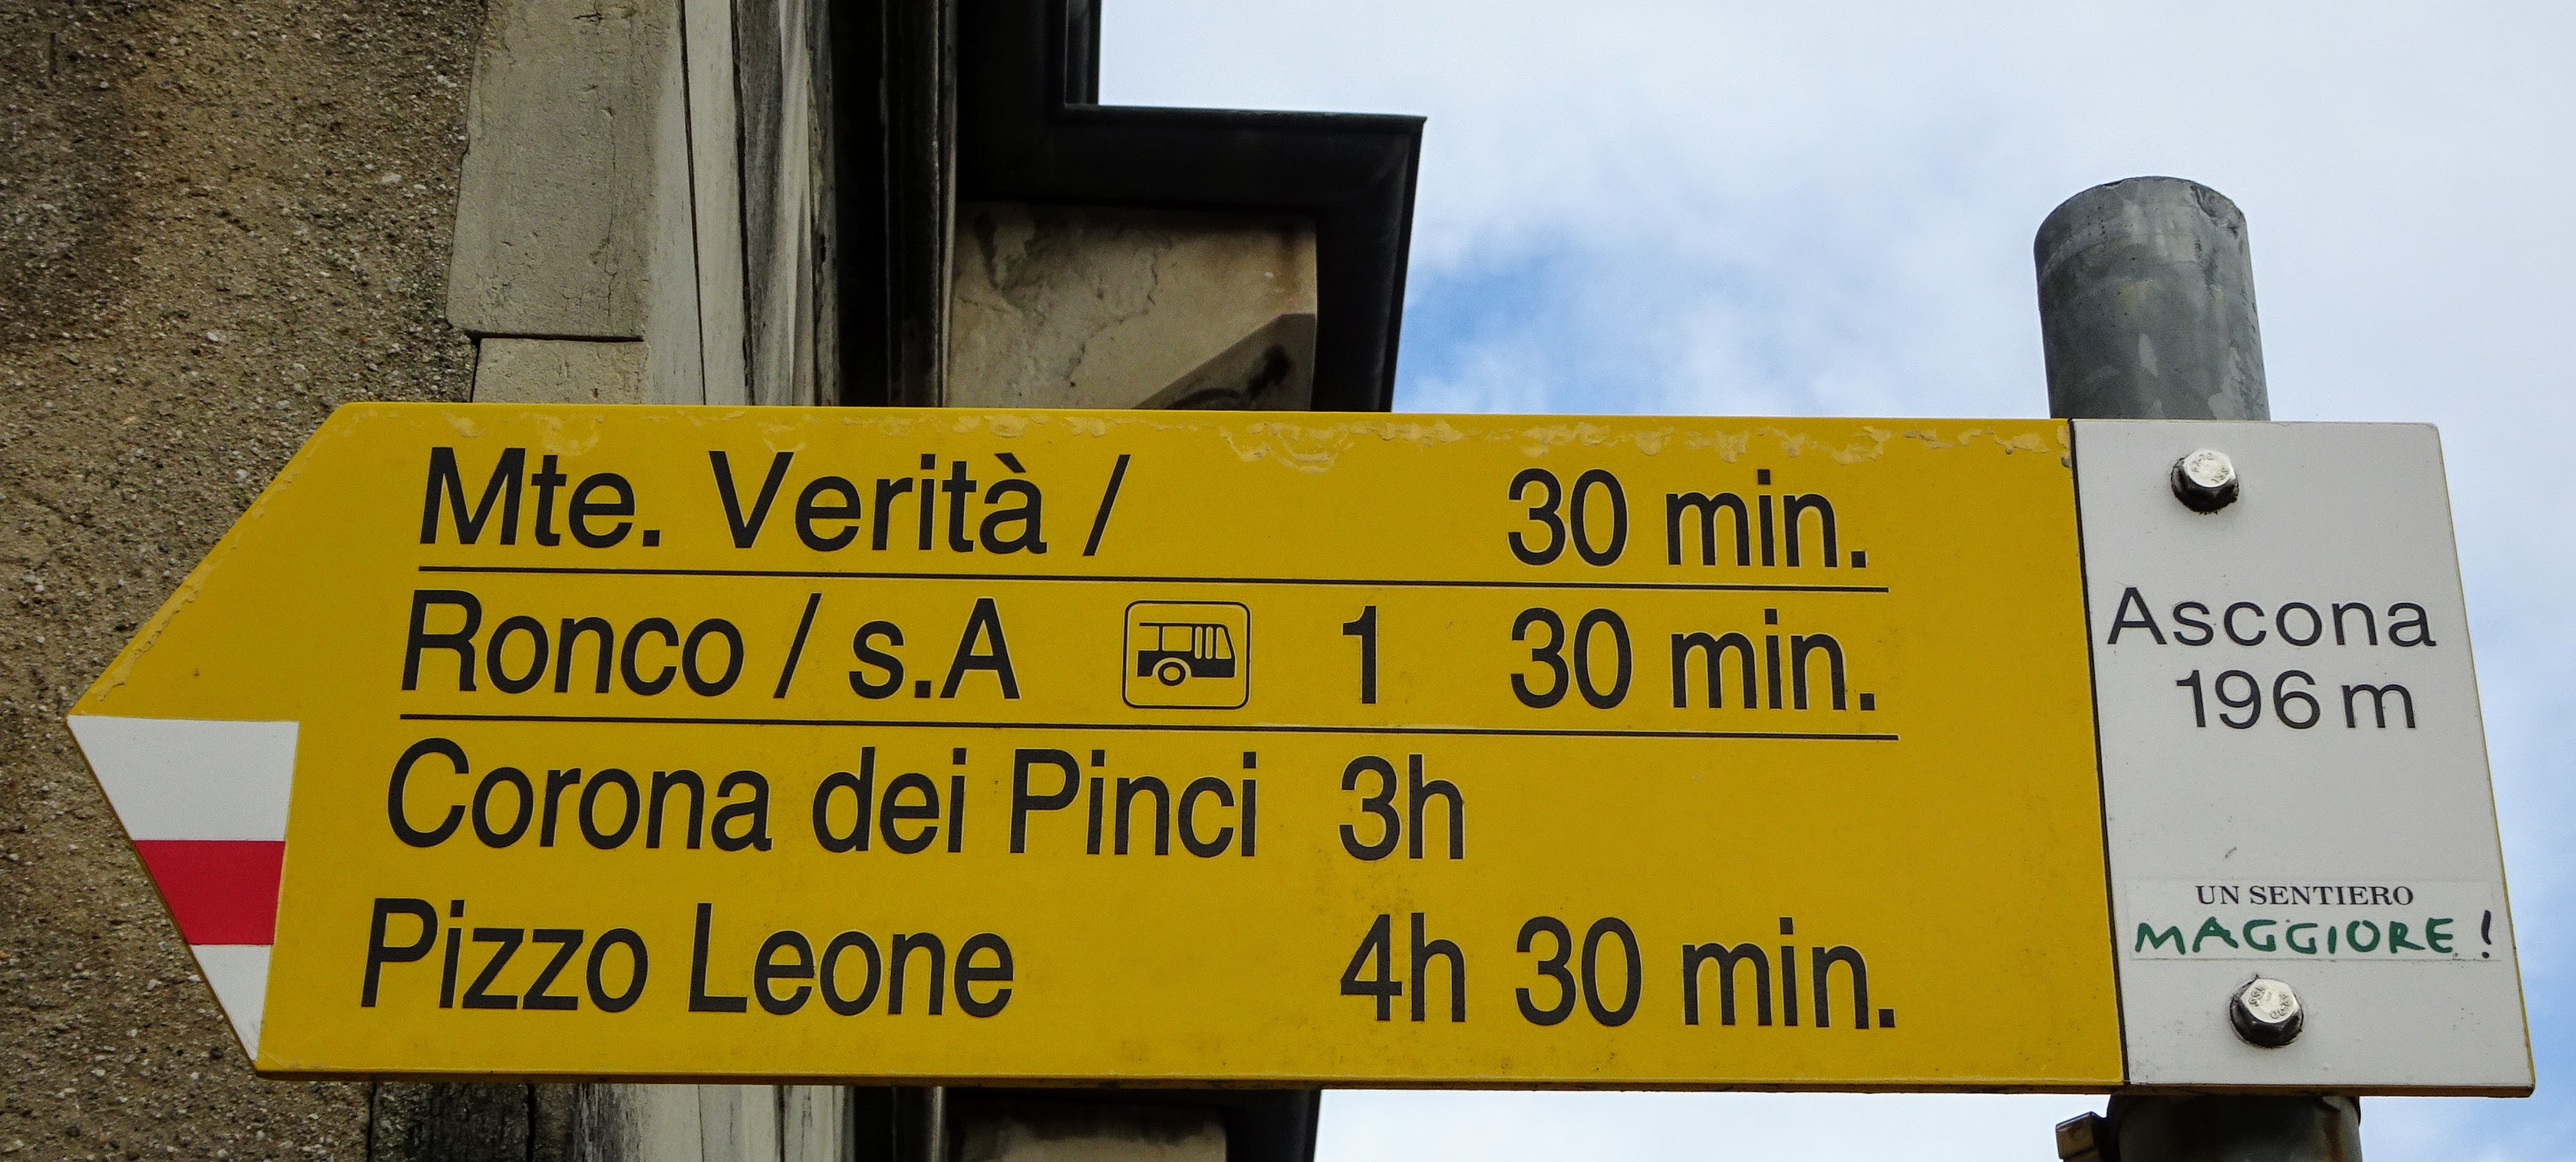 Mte. Verità / 30 min.
Ronco / s.A 1 30 min.
Corona dei Pinci 3h
Pizzo Leone 4h 30 min.
Ascona
196 m
UN SENTIERO
MAGGIORE !